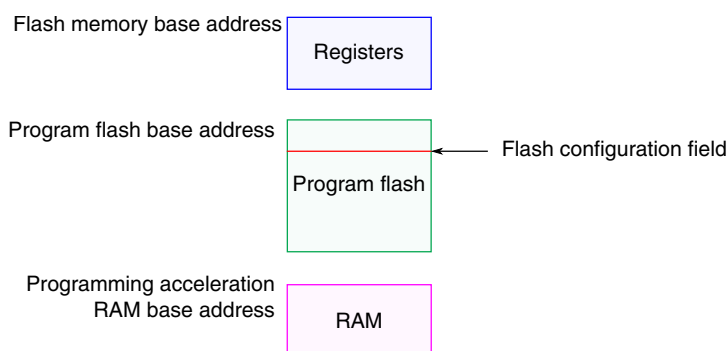 Flash memory base address
Registers
Program flash base address
Flash configuration field
Program flash
Programming acceleration
RAM base address
RAM